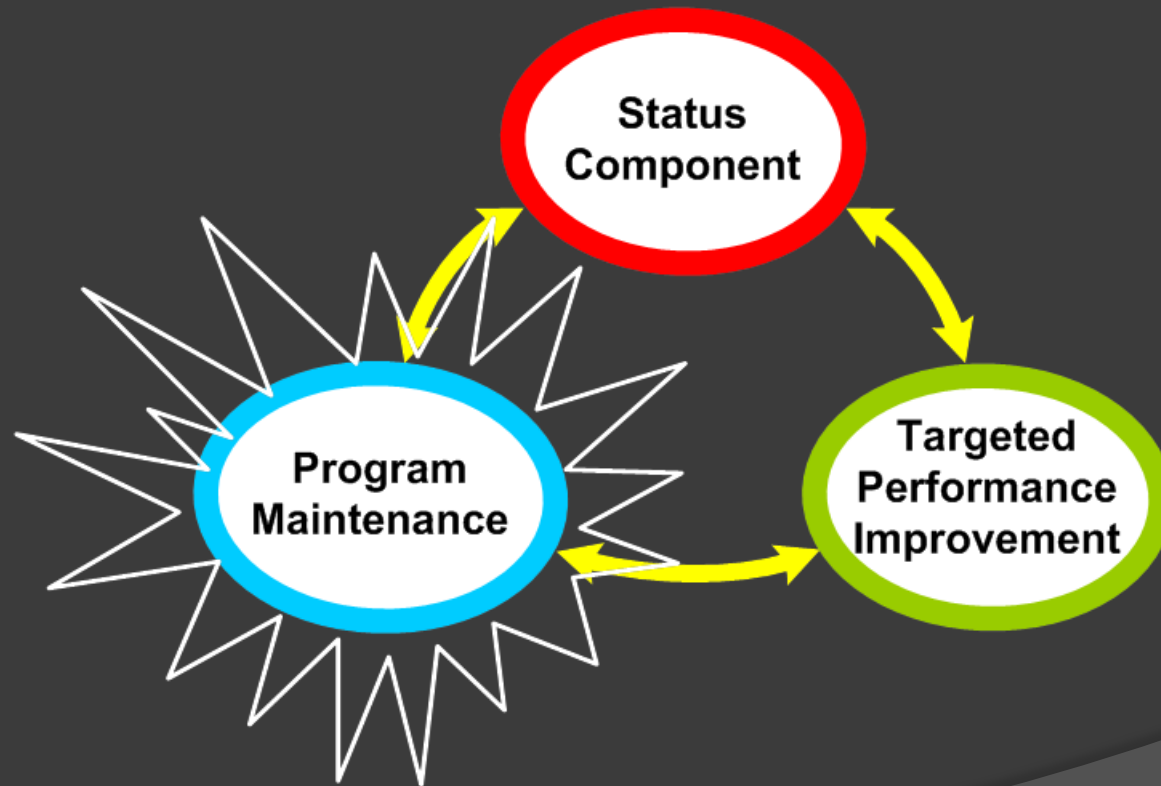 Status
Component
Program
Maintenance
Targeted
Performance
Improvement